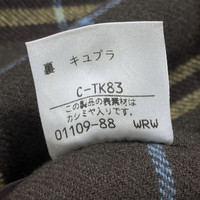 裏 キュプラ
C-TK83
この製品の表素材は
カシミヤ入りです。
01109-88 WRW